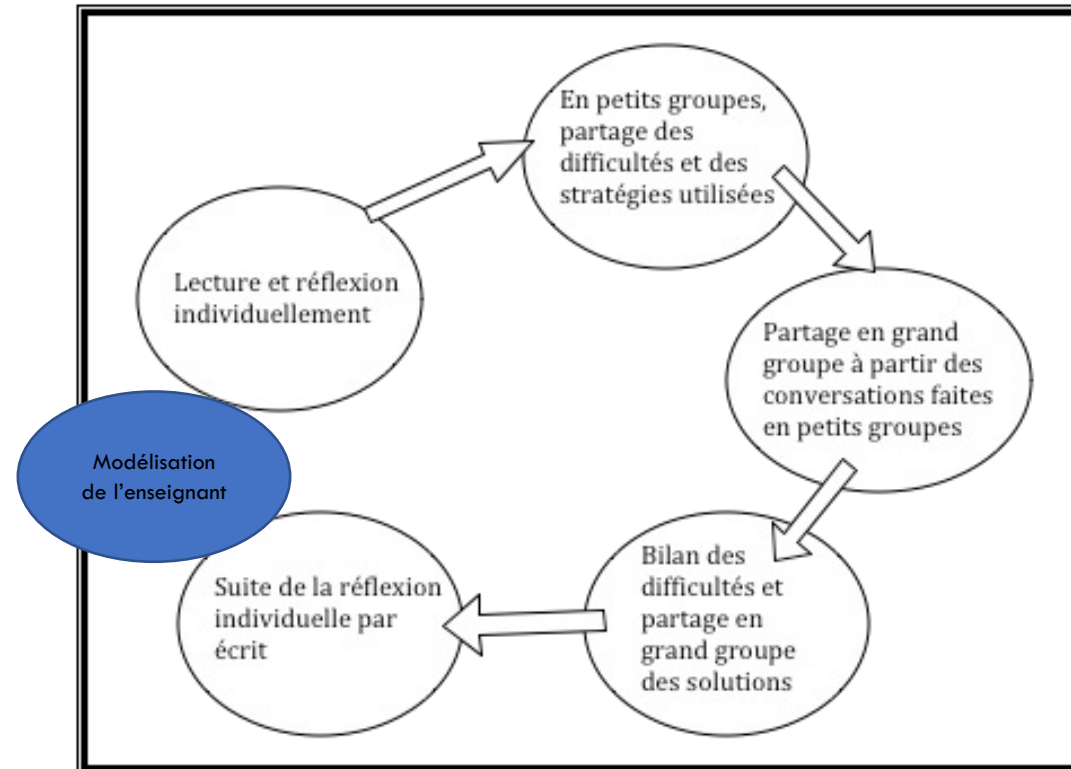 En petits groupes,
partage des
difficultés et des
stratégies utilisées
Lecture et réflexion
individuellement
Partage en grand
groupe à partir des
conversations faites
en petits groupes
Modélisation
de l'enseignant
Bilan des
difficultés et
partage en
grand groupe
des solutions
Suite de la réflexion
individuelle par
écrit